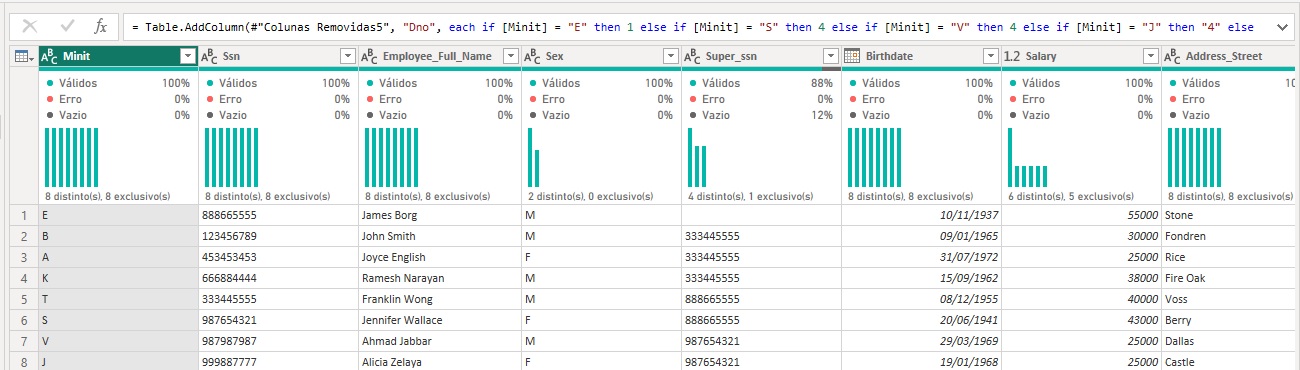 fx = Table.AddColumn(#"Colunas Removidas5", "Dno", each if [Minit] = "E" then 1 else if [Minit] = "S" then 4 else if [Minit] = "V" then 4 else if [Minit] = "J" then "4" else
ABC Minit ABC Ssn ABC Employee_Full_Name ABC Sex ABC Super_ssn Birthdate 1.2 Salary ABC Address_Street
Válidos 100% Válidos 100% Válidos 100% Válidos 100% Válidos 88% Válidos 100% Válidos 100% Válidos 10
Erro 0% Erro 0% Erro 0% Erro 0% Erro 0% Erro 0% Erro 0% Erro
Vazio 0% Vazio 0% Vazio 0% Vazio 0% Vazio 12% Vazio 0% Vazio 0% Vazio
8 distinto(s), 8 exclusivo(s) 8 distinto(s), 8 exclusivo(s) 8 distinto(s), 8 exclusivo(s) 2 distinto(s), 0 exclusivo(s) 4 distinto(s), 1 exclusivo(s) 8 distinto(s), 8 exclusivo(s) 6 distinto(s), 5 exclusivo(s) 8 distinto(s), 8 exclusivo(s)
1 E 888665555 James Borg M 10/11/1937 55000 Stone
2 B 123456789 John Smith M 333445555 09/01/1965 30000 Fondren
3 A 453453453 Joyce English F 333445555 31/07/1972 25000 Rice
4 K 666884444 Ramesh Narayan M 333445555 15/09/1962 38000 Fire Oak
5 T 333445555 Franklin Wong M 888665555 08/12/1955 40000 Voss
6 S 987654321 Jennifer Wallace F 888665555 20/06/1941 43000 Berry
7 V 987987987 Ahmad Jabbar M 987654321 29/03/1969 25000 Dallas
8 J 999887777 Alicia Zelaya F 987654321 19/01/1968 25000 Castle